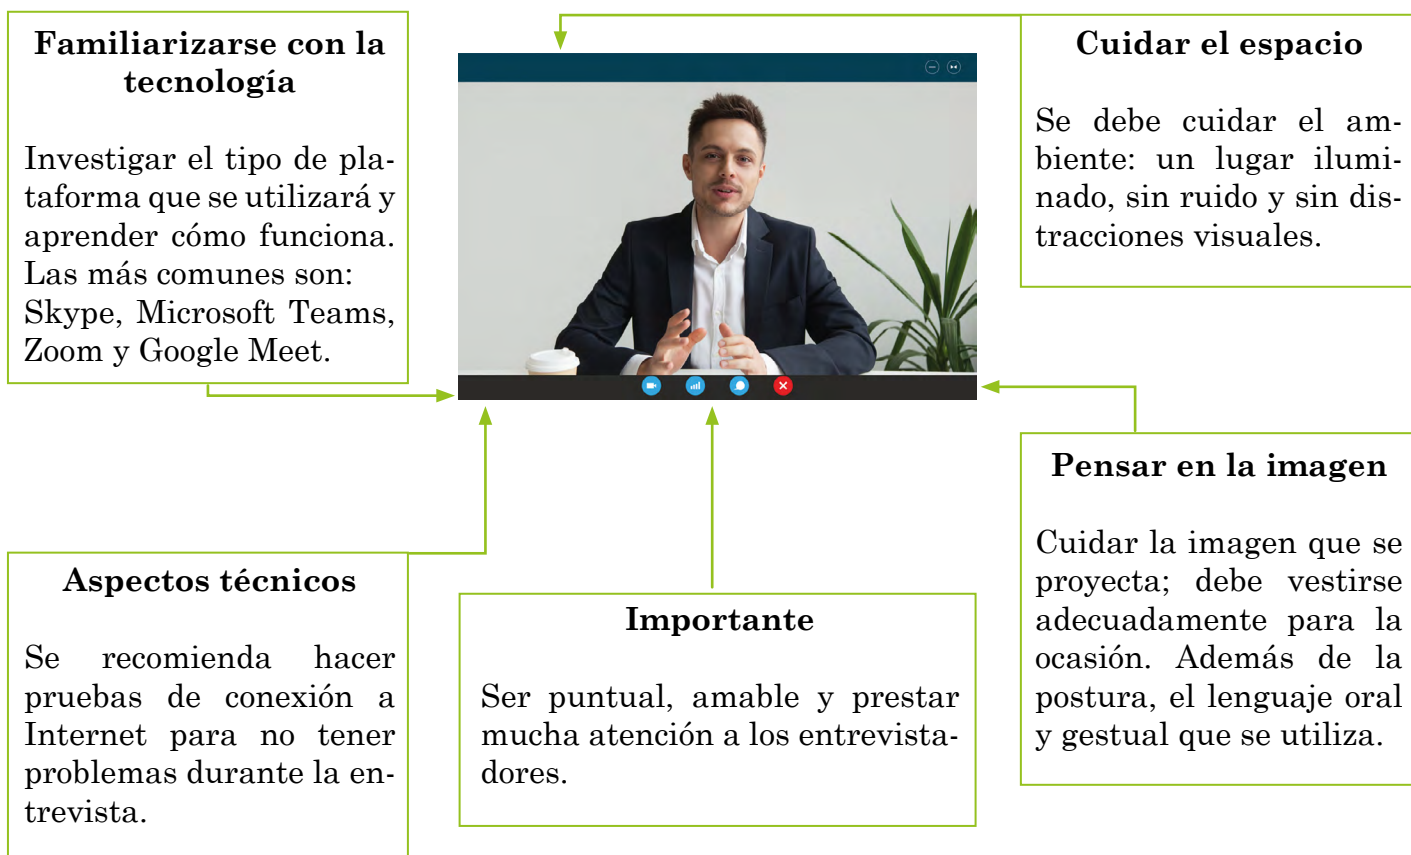 Familiarizarse con la
tecnología
Investigar el tipo de pla-
taforma que se utilizará y
aprender cómo funciona.
Las más comunes son:
Skype, Microsoft Teams,
Zoom y Google Meet.
Cuidar el espacio
Se debe cuidar el am-
biente: un lugar ilumi-
nado, sin ruido y sin dis-
tracciones visuales.
Aspectos técnicos
Se recomienda hacer
pruebas de conexión a
Internet para no tener
problemas durante la en-
trevista.
Importante
Ser puntual, amable y prestar
mucha atención a los entrevista-
dores.
Pensar en la imagen
Cuidar la imagen que se
proyecta; debe vestirse
adecuadamente para la
ocasión. Además de la
postura, el lenguaje oral
y gestual que se utiliza.